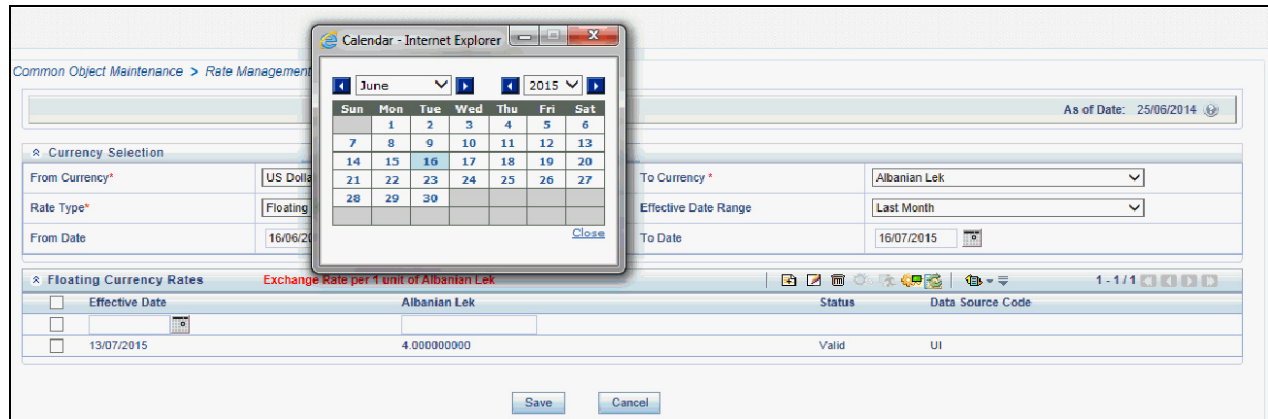 Calendar - Internet Explorer
Common Object Maintenance > Rate Management
June 2015
Sun Mon Tue Wed Thu Fri Sat
1 2 3 4 5 6
7 8 9 10 11 12 13
14 15 16 17 18 19 20
21 22 23 24 25 26 27
28 29 30
Close
As of Date: 25/06/2014
Currency Selection
From Currency* US Dolla To Currency * Albanian Lek
Rate Type* Floating Effective Date Range Last Month
From Date 16/06/20 To Date 16/07/2015
Floating Currency Rates Exchange Rate per 1 unit of Albanian Lek 1 - 1 / 1
Effective Date Albanian Lek Status Data Source Code
13/07/2015 4.000000000 Valid UI
Save Cancel